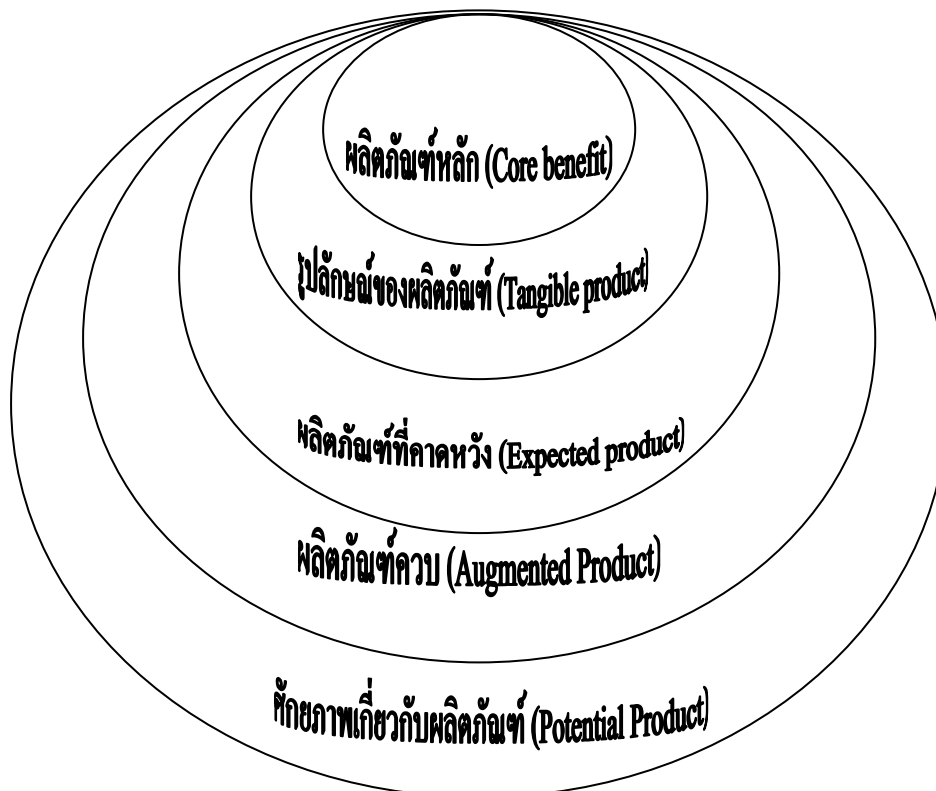 ผลิตภัณฑ์หลัก (Core benefit)
รูปลักษณ์ของผลิตภัณฑ์ (Tangible product)
ผลิตภัณฑ์ที่คาดหวัง (Expected product)
ผลิตภัณฑ์ควบ (Augmented Product)
ศักยภาพเกี่ยวกับผลิตภัณฑ์ (Potential Product)